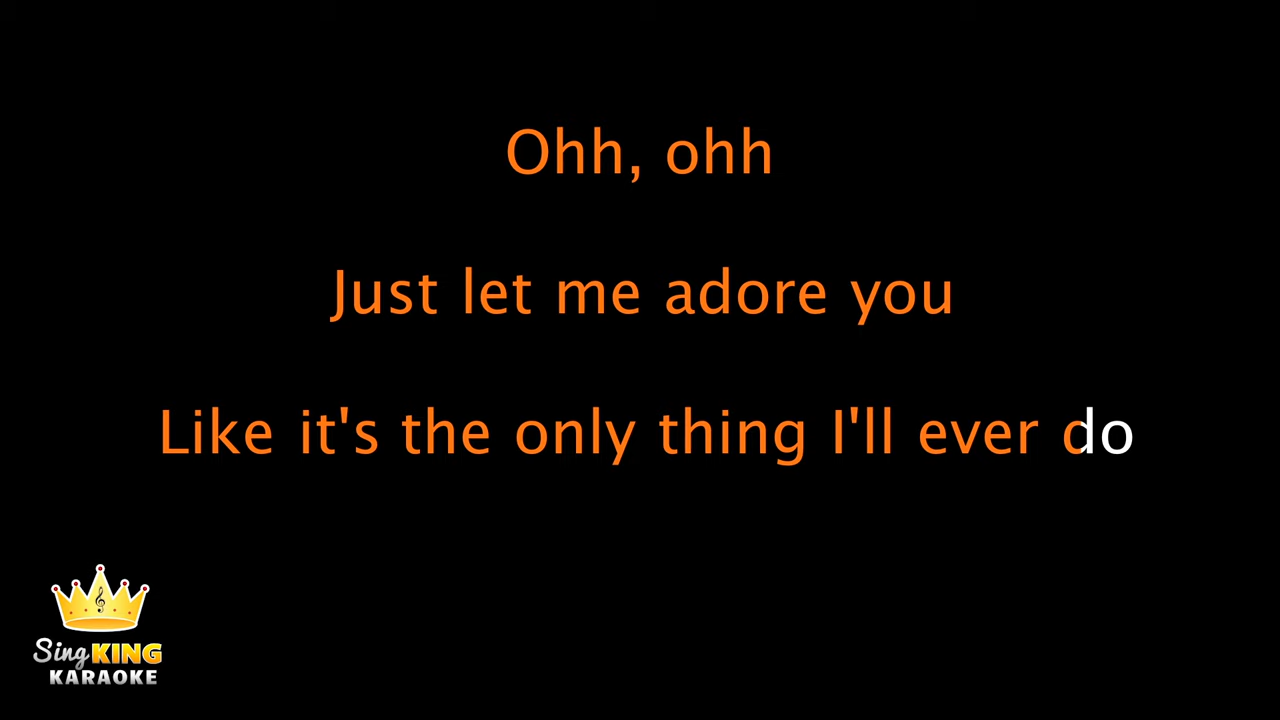 Ohh, ohh
Just let me adore you
Like it's the only thing I'll ever do
Sing KING
KARAOKE